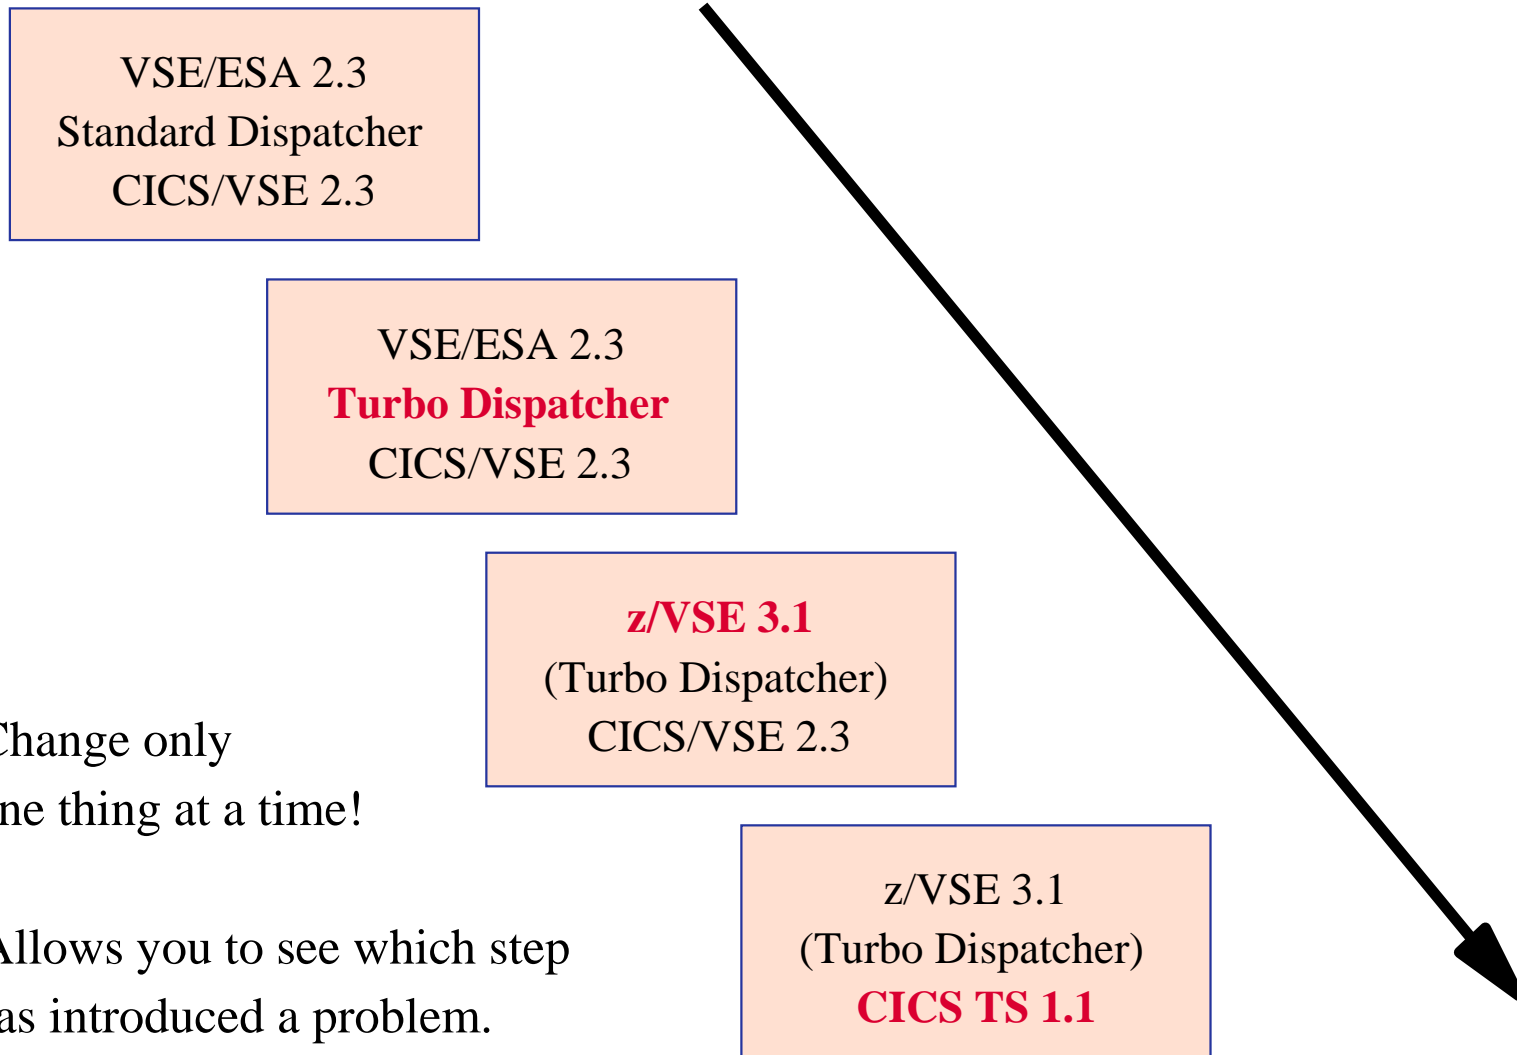 VSE/ESA 2.3
Standard Dispatcher
CICS/VSE 2.3
VSE/ESA 2.3
Turbo Dispatcher
CICS/VSE 2.3
z/VSE 3.1
(Turbo Dispatcher)
CICS/VSE 2.3
Change only
ne thing at a time!
Allows you to see which step
as introduced a problem.
z/VSE 3.1
(Turbo Dispatcher)
CICS TS 1.1